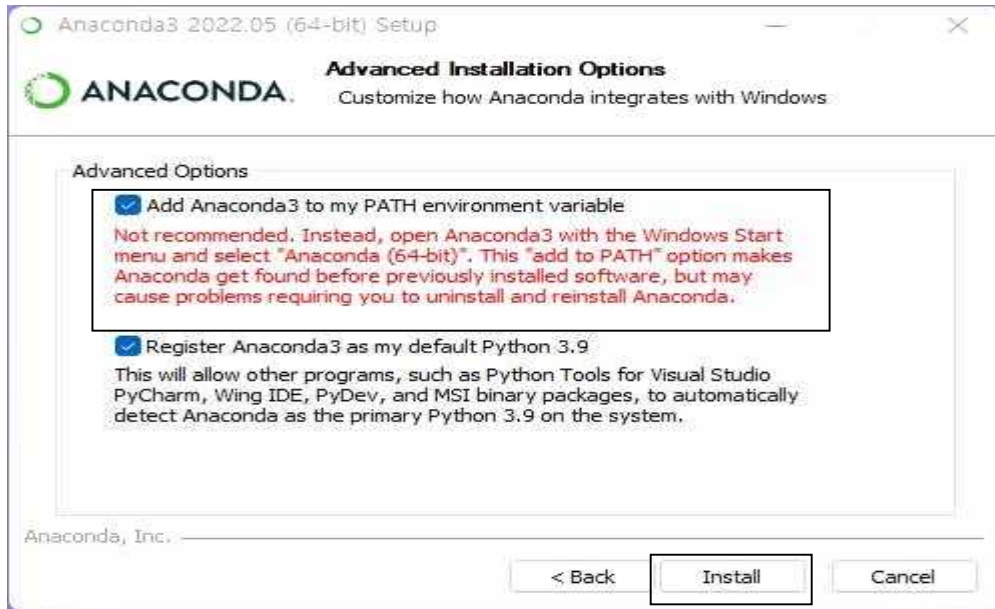 Anaconda3 2022.05 (64-bit) Setup
ANACONDA.
Advanced Installation Options
Customize how Anaconda integrates with Windows
Advanced Options
Add Anaconda3 to my PATH environment variable
Not recommended. Instead, open Anaconda3 with the Windows Start
menu and select "Anaconda (64-bit)". This "add to PATH" option makes
Anaconda get found before previously installed software, but may
cause problems requiring you to uninstall and reinstall Anaconda.
Register Anaconda3 as my default Python 3.9
This will allow other programs, such as Python Tools for Visual Studio
PyCharm, Wing IDE, PyDev, and MSI binary packages, to automatically
detect Anaconda as the primary Python 3.9 on the system.
Anaconda, Inc.
< Back Install Cancel